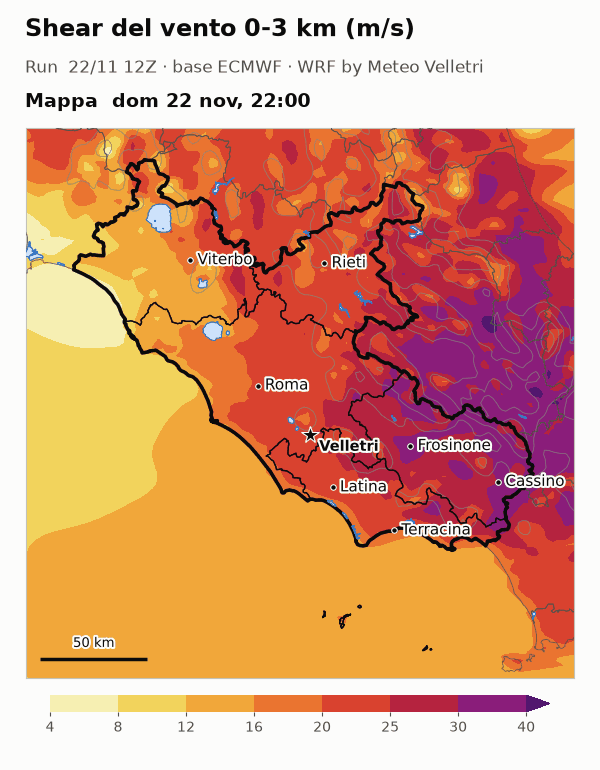 Shear del vento 0-3 km (m/s)
Run  22/11 12Z · base ECMWF · WRF by Meteo Velletri
Mappa  dom 22 nov, 22:00
Viterbo
Rieti
Roma
Velletri
Frosinone
Cassino
Latina
Terracina
50 km
4 8 12 16 20 25 30 40